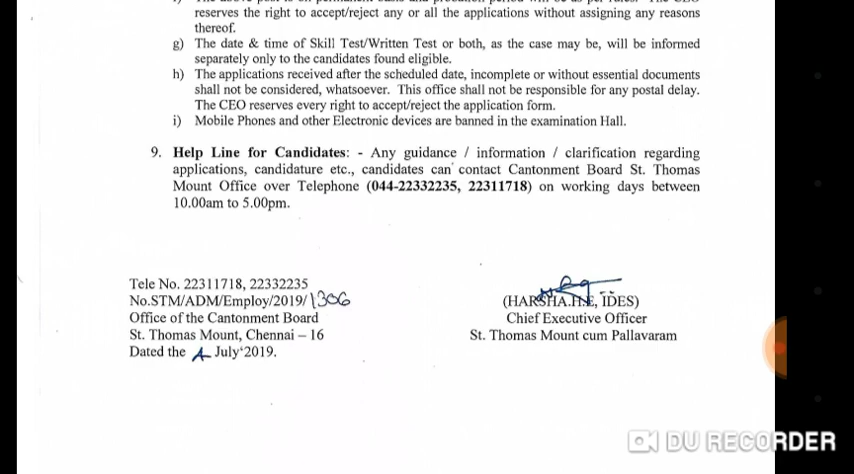 reserves the right to accept/reject any or all the applications without assigning any reasons
thereof.
g) The date & time of Skill Test/Written Test or both, as the case may be, will be informed
separately only to the candidates found eligible.
h) The applications received after the scheduled date, incomplete or without essential documents
shall not be considered, whatsoever. This office shall not be responsible for any postal delay.
The CEO reserves every right to accept/reject the application form.
i) Mobile Phones and other Electronic devices are banned in the examination Hall.
9. Help Line for Candidates: - Any guidance / information / clarification regarding
applications, candidature etc., candidates can contact Cantonment Board St. Thomas
Mount Office over Telephone (044-22332235, 22311718) on working days between
10.00am to 5.00pm.
Tele No. 22311718, 22332235
No.STM/ADM/Employ/2019/1306
Office of the Cantonment Board
St. Thomas Mount, Chennai – 16
Dated the July'2019.
(HARSHA.H.E, IDES)
Chief Executive Officer
St. Thomas Mount cum Pallavaram
DU RECORDER